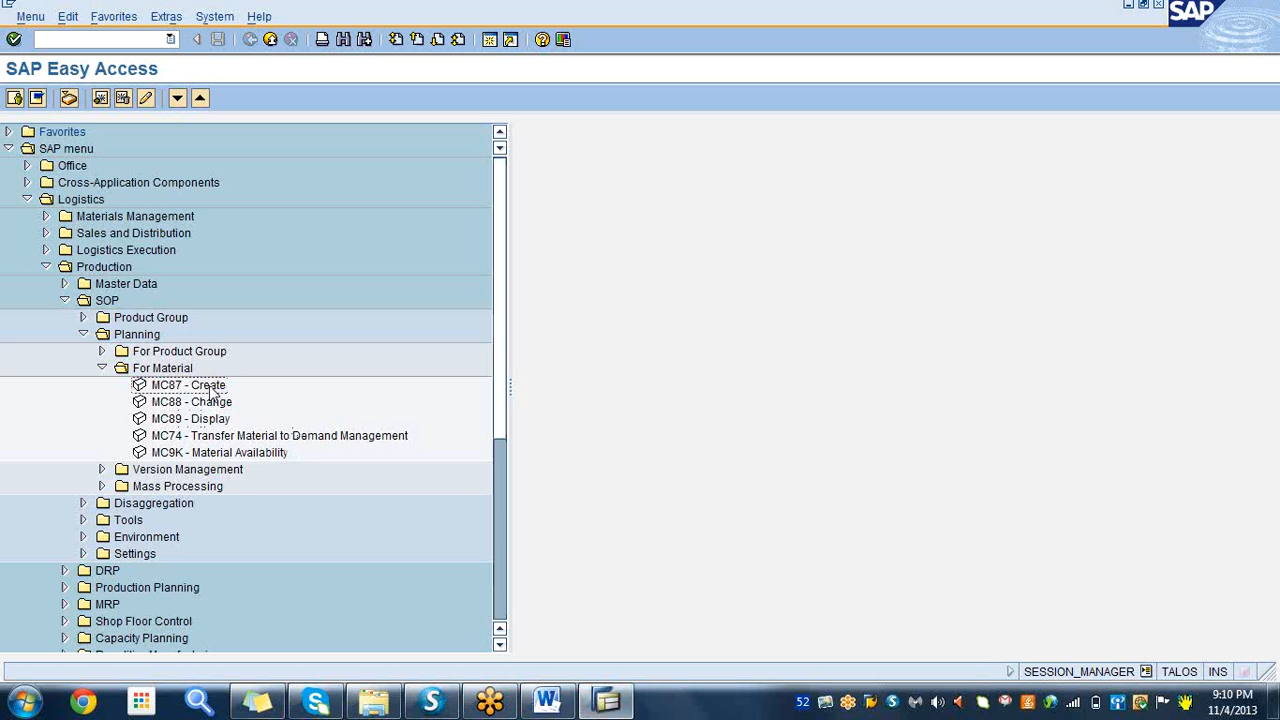 Menu Edit Favorites Extras System Help
SAP
SAP Easy Access
Favorites
SAP menu
Office
Cross-Application Components
Logistics
Materials Management
Sales and Distribution
Logistics Execution
Production
Master Data
SOP
Product Group
Planning
For Product Group
For Material
MC87 - Create
MC88 - Change
MC89 - Display
MC74 - Transfer Material to Demand Management
MC9K - Material Availability
Version Management
Mass Processing
Disaggregation
Tools
Environment
Settings
DRP
Production Planning
MRP
Shop Floor Control
Capacity Planning
SESSION_MANAGER TALOS INS
52
9:10 PM
11/4/2013